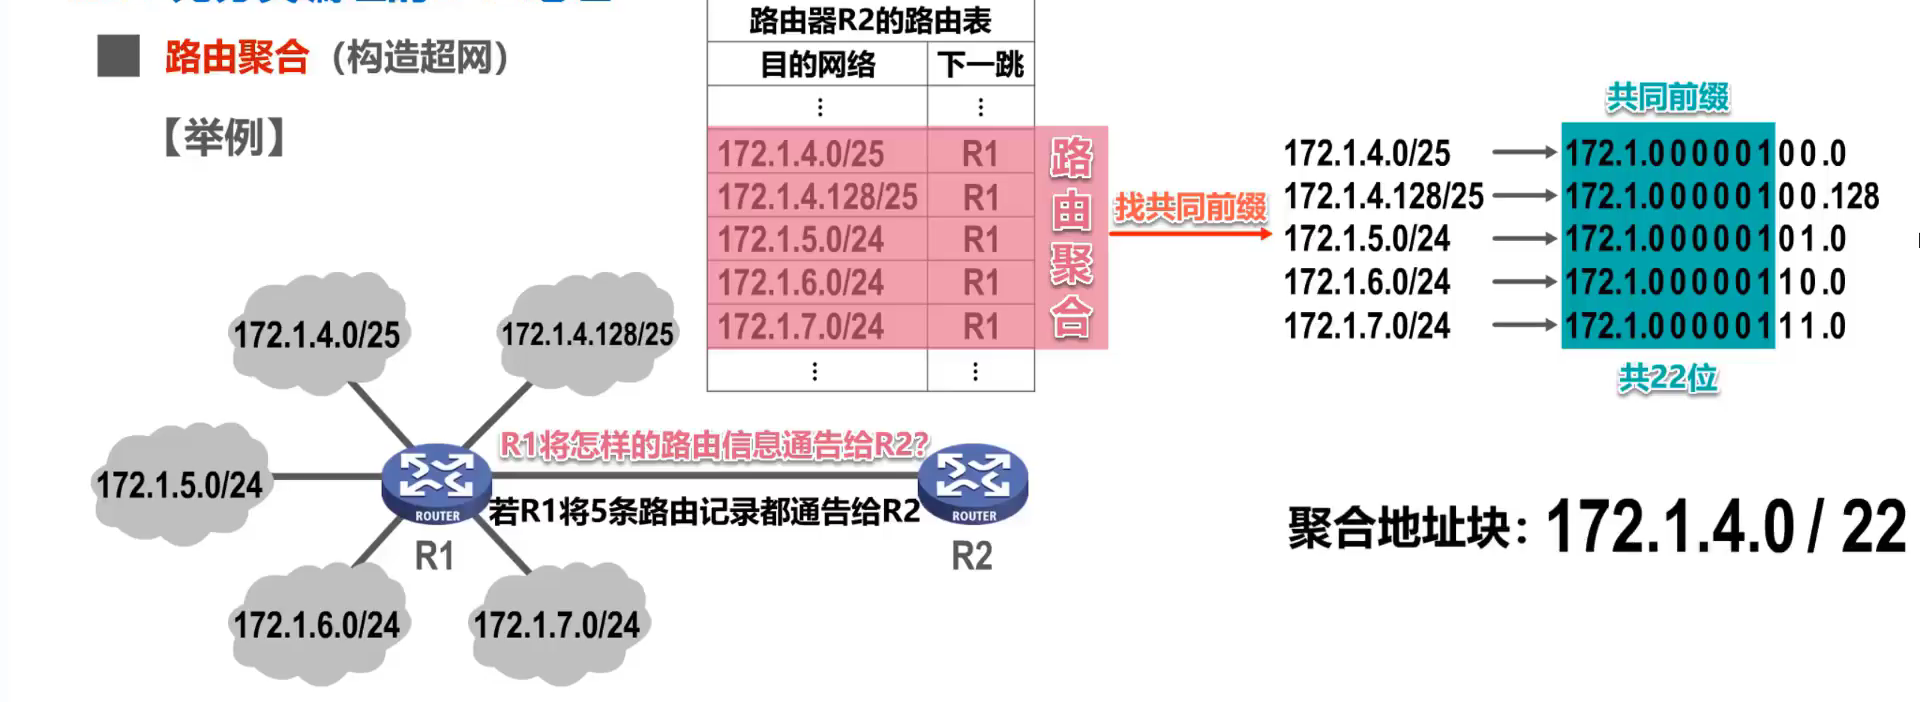 路由聚合（构造超网）
【举例】
路由器R2的路由表
目的网络 下一跳
⋮ ⋮
172.1.4.0/25 R1
172.1.4.128/25 R1
172.1.5.0/24 R1
172.1.6.0/24 R1
172.1.7.0/24 R1
⋮ ⋮
路由聚合
找共同前缀
共同前缀
172.1.4.0/25 172.1.00000100.0
172.1.4.128/25 172.1.00000100.128
172.1.5.0/24 172.1.00000101.0
172.1.6.0/24 172.1.00000110.0
172.1.7.0/24 172.1.00000111.0
共22位
聚合地址块：172.1.4.0 / 22
172.1.4.0/25
172.1.4.128/25
172.1.5.0/24
172.1.6.0/24
172.1.7.0/24
R1将怎样的路由信息通告给R2？
若R1将5条路由记录都通告给R2
ROUTER
R1
ROUTER
R2